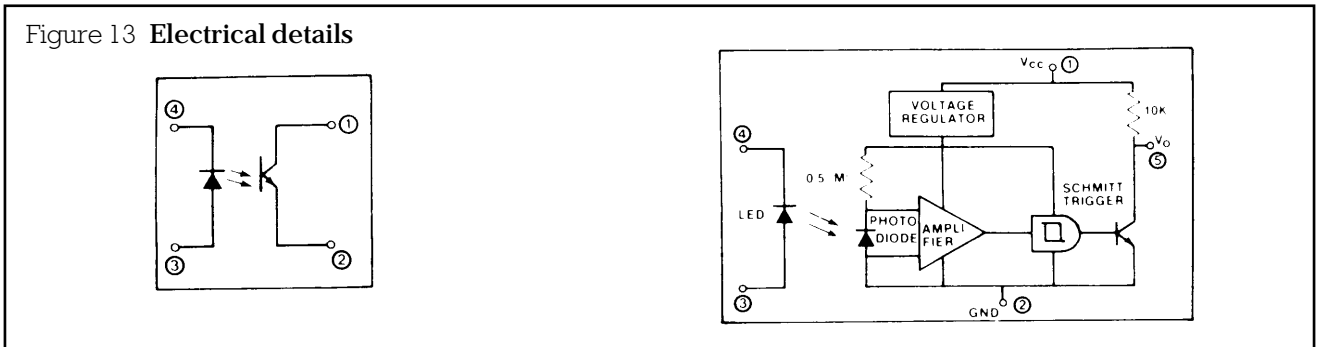 Figure 13 Electrical details
④
①
③
②
VCC ①
VOLTAGE
REGULATOR
10K
④
VO
⑤
0 5 M
SCHMITT
TRIGGER
LED
PHOTO
DIODE
AMPLI
FIER
③
GND ②